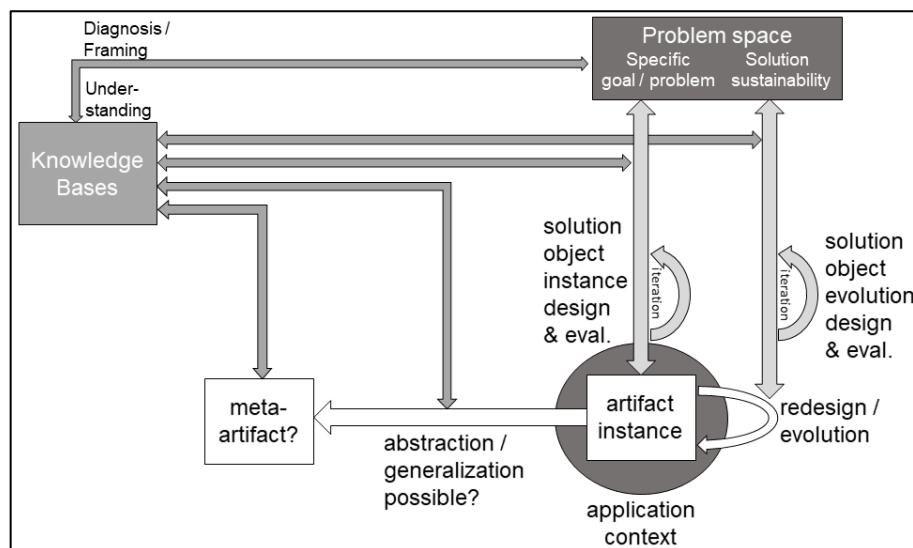 Diagnosis /
Framing
Under-
standing
Knowledge
Bases
Problem space
Specific
goal / problem
Solution
sustainability
solution
object
instance
design
& eval.
iteration
solution
object
evolution
design
& eval.
iteration
meta-
artifact?
abstraction /
generalization
possible?
artifact
instance
redesign /
evolution
application
context